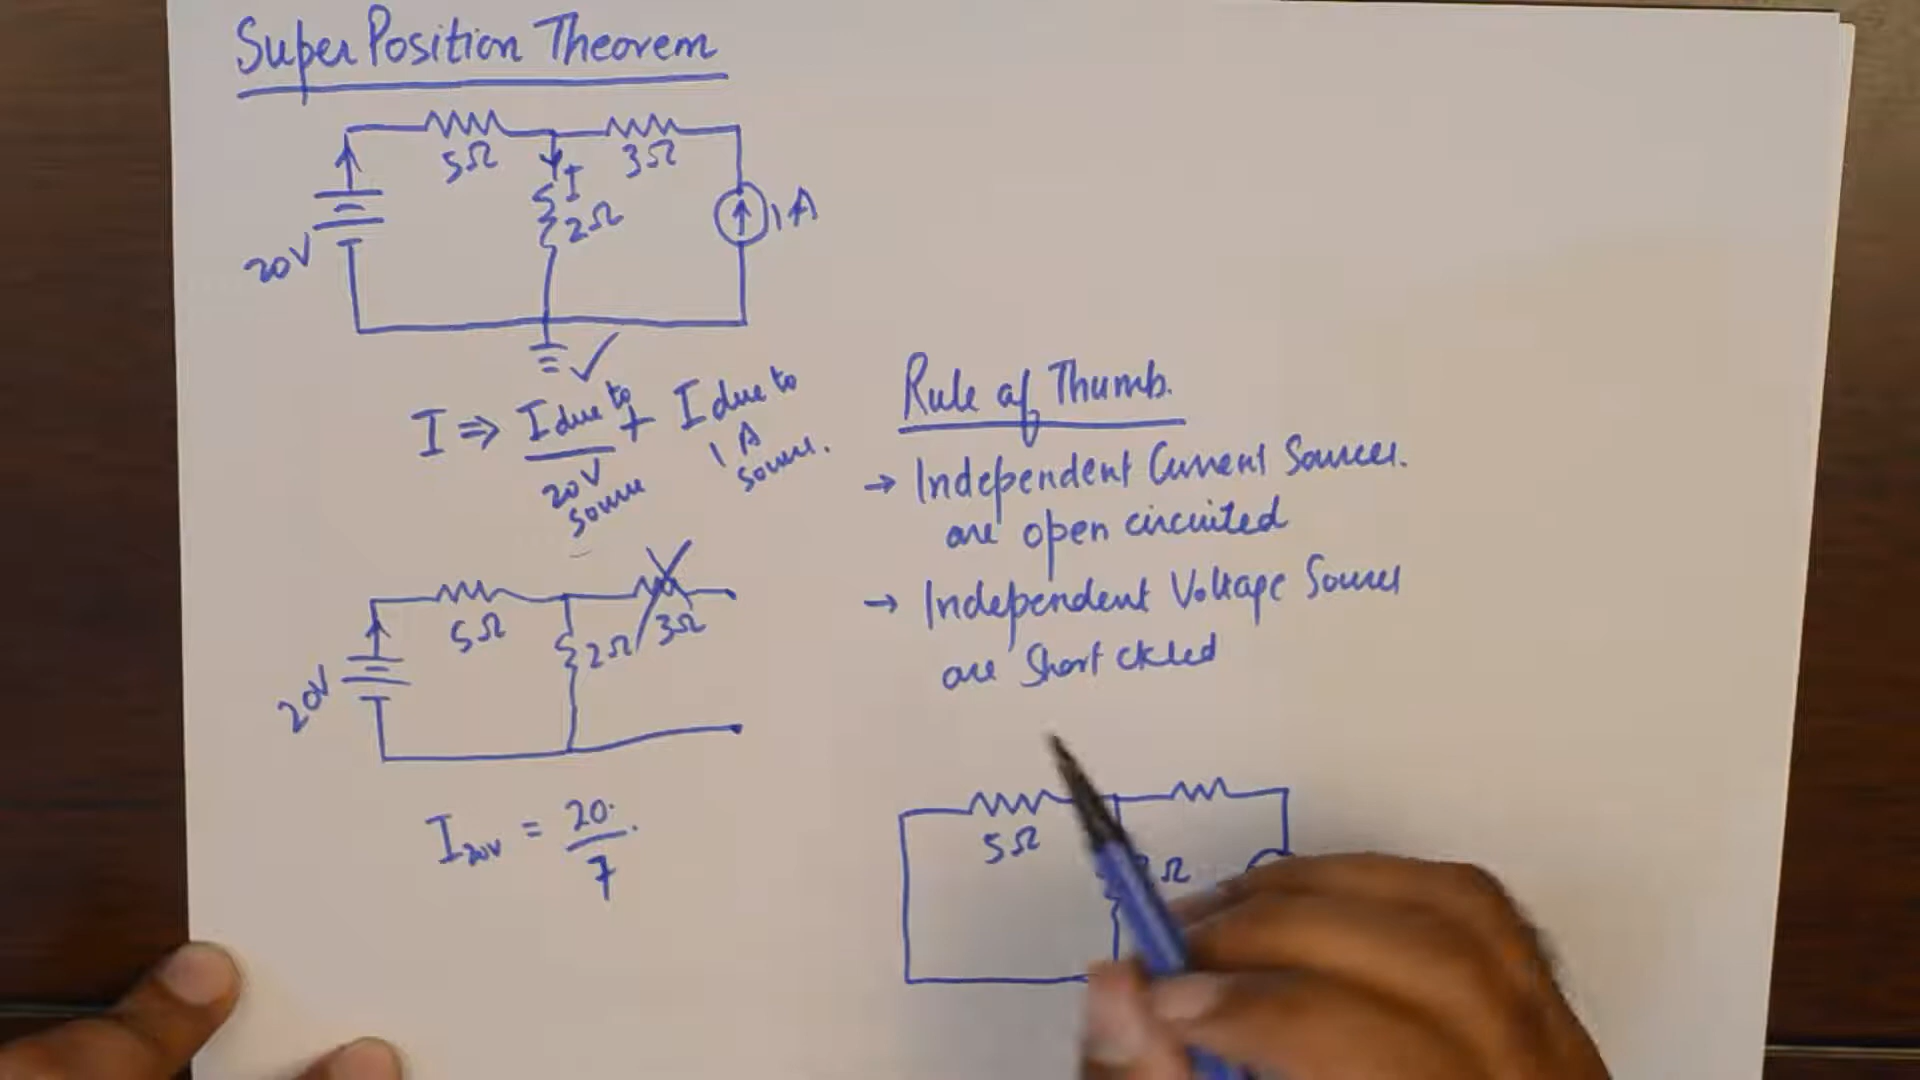 Super Position Theorem
5Ω
3Ω
I
2Ω
20V
1A
I ⇒ I due to 20V source + I due to 1A source.
Rule of Thumb.
→ Independent Current Sources.
are open circuited
→ Independent Voltage Sources
are Short ckted
5Ω
2Ω
3Ω
20V
I20V = 20/7
5Ω
Ω